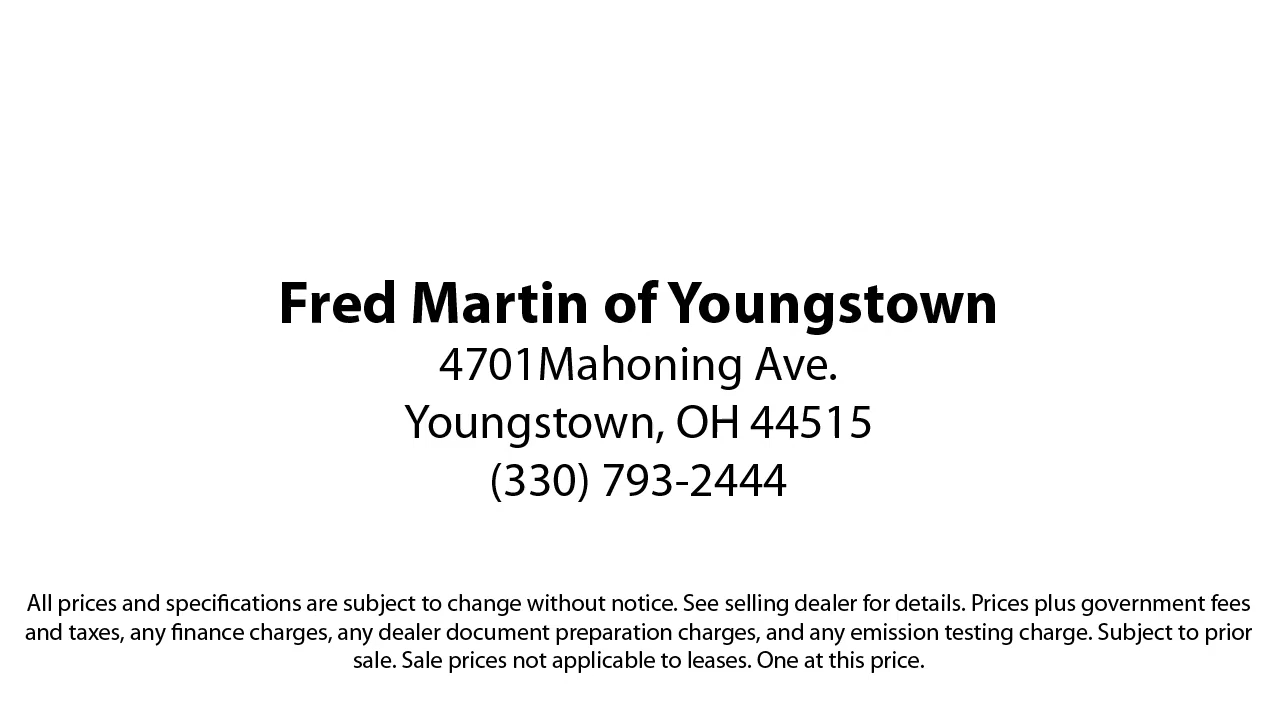 Fred Martin of Youngstown
4701Mahoning Ave.
Youngstown, OH 44515
(330) 793-2444
All prices and specifications are subject to change without notice. See selling dealer for details. Prices plus government fees
and taxes, any finance charges, any dealer document preparation charges, and any emission testing charge. Subject to prior
sale. Sale prices not applicable to leases. One at this price.